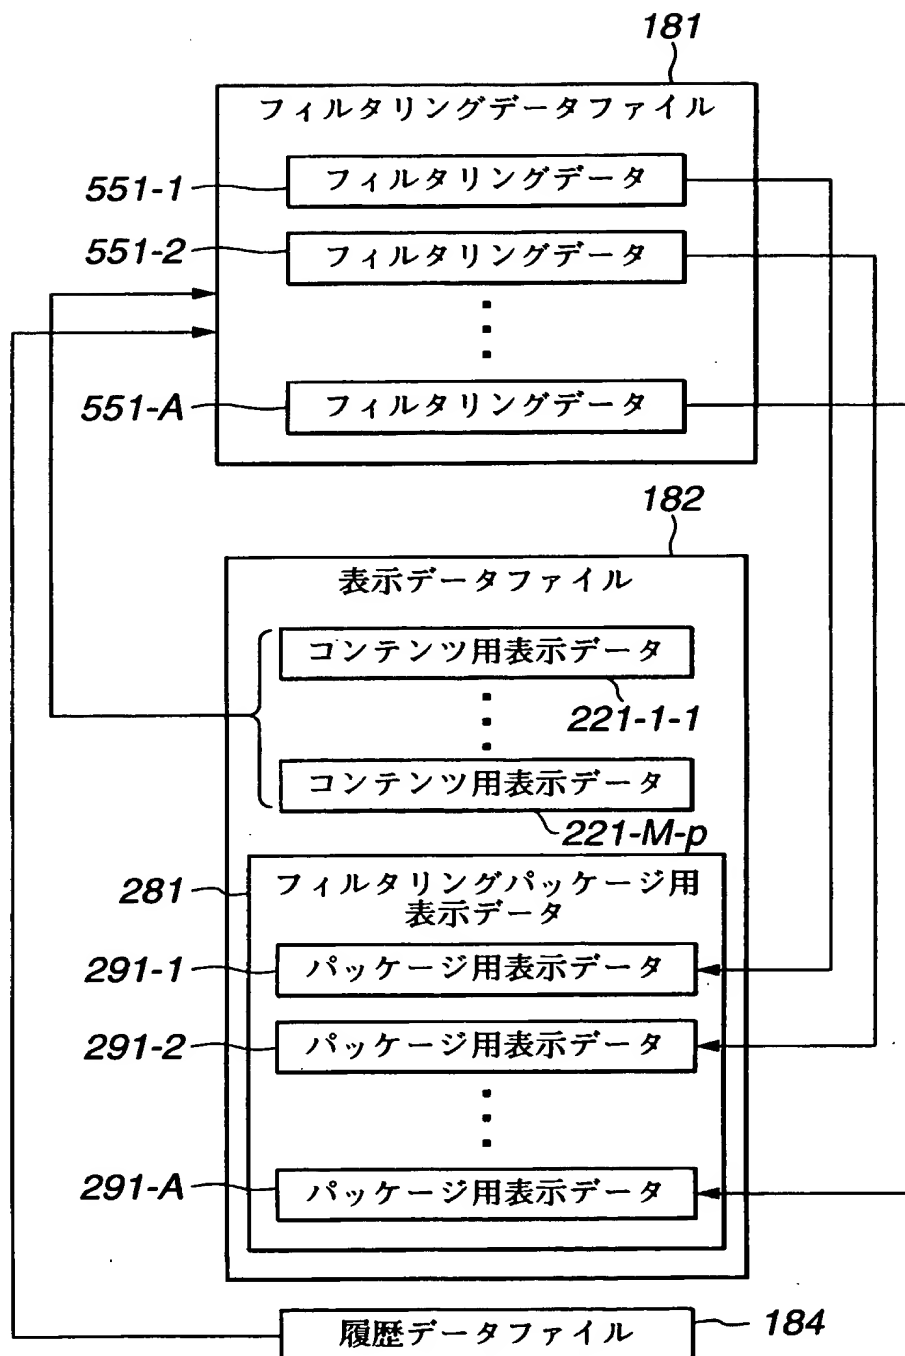 181
フィルタリングデータファイル
551-1
フィルタリングデータ
551-2
フィルタリングデータ
551-A
フィルタリングデータ
182
表示データファイル
コンテンツ用表示データ
221-1-1
コンテンツ用表示データ
221-M-p
281
フィルタリングパッケージ用
表示データ
291-1
パッケージ用表示データ
291-2
パッケージ用表示データ
291-A
パッケージ用表示データ
履歴データファイル
184